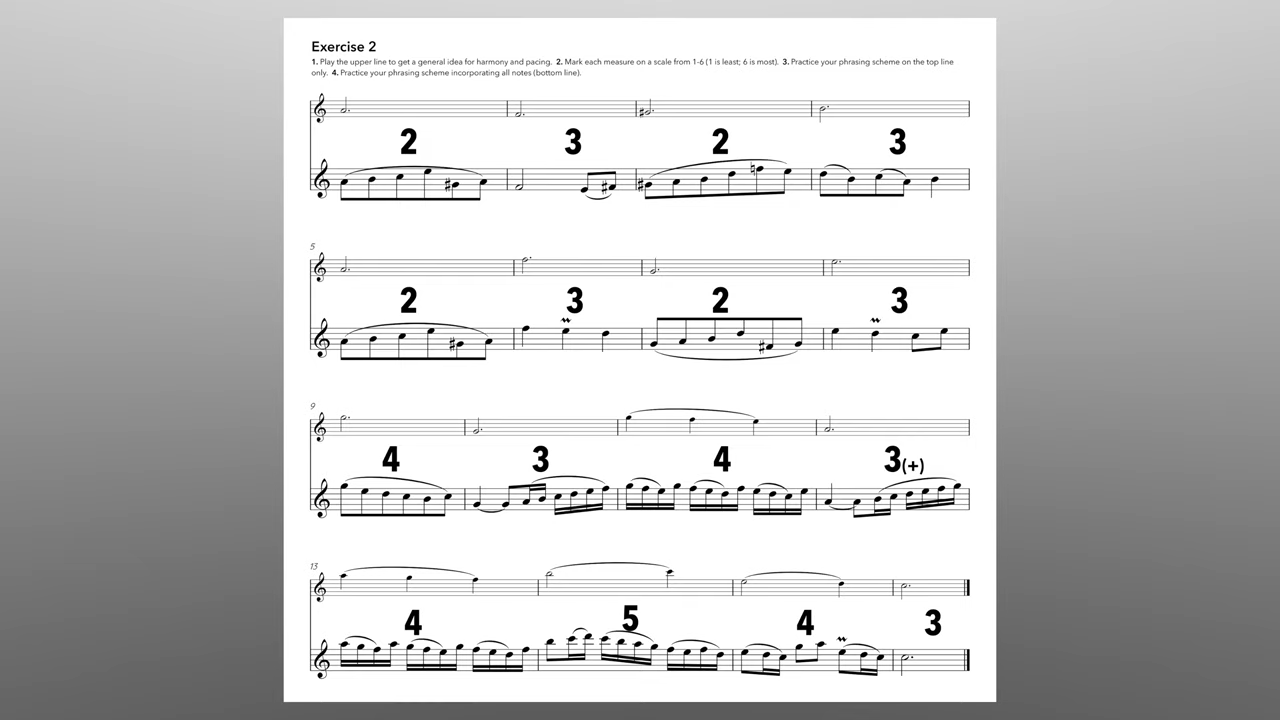 Exercise 2
1. Play the upper line to get a general idea for harmony and pacing. 2. Mark each measure on a scale from 1-6 (1 is least; 6 is most). 3. Practice your phrasing scheme on the top line
only. 4. Practice your phrasing scheme incorporating all notes (bottom line).
2 3 2 3
5
2 3 2 3
9
4 3 4 3(+)
13
4 5 4 3